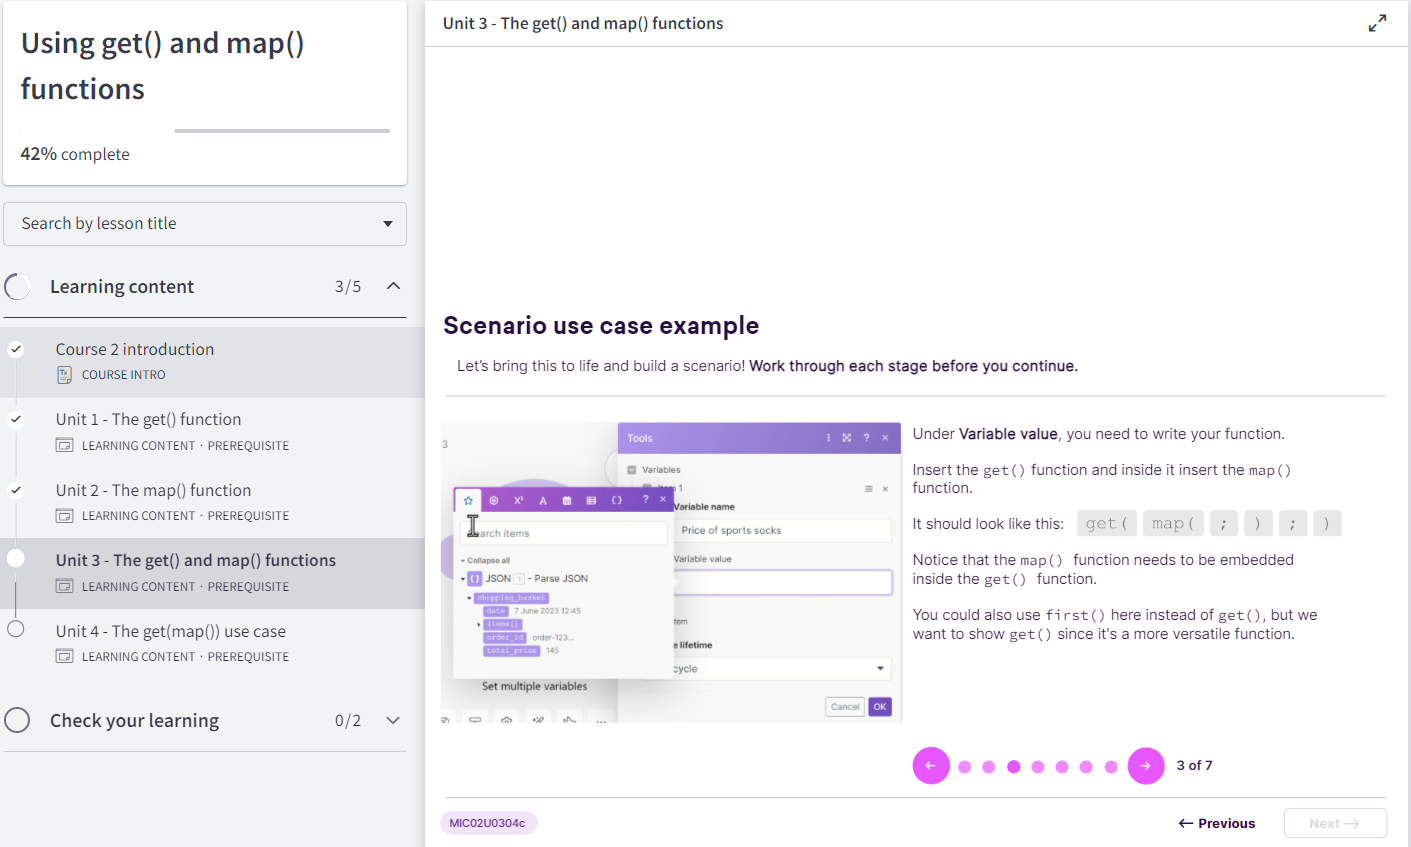 Using get() and map()
functions
42% complete
Search by lesson title
Learning content 3/5
Course 2 introduction
COURSE INTRO
Unit 1 - The get() function
LEARNING CONTENT · PREREQUISITE
Unit 2 - The map() function
LEARNING CONTENT · PREREQUISITE
Unit 3 - The get() and map() functions
LEARNING CONTENT · PREREQUISITE
Unit 4 - The get(map()) use case
LEARNING CONTENT · PREREQUISITE
Check your learning 0/2
Unit 3 - The get() and map() functions
Scenario use case example
Let's bring this to life and build a scenario! Work through each stage before you continue.
3
Tools
Variables
Item 1
Variable name
Price of sports socks
Variable value
tem
e lifetime
cycle
Cancel OK
Search items
Collapse all
JSON 1 - Parse JSON
shopping_basket
date 7 June 2023 12:45
items[]
order_id order-123...
total_price 145
Set multiple variables
Under Variable value, you need to write your function.
Insert the get() function and inside it insert the map()
function.
It should look like this: get( map( ; ) ; )
Notice that the map() function needs to be embedded
inside the get() function.
You could also use first() here instead of get(), but we
want to show get() since it's a more versatile function.
3 of 7
MIC02U0304c
← Previous Next →